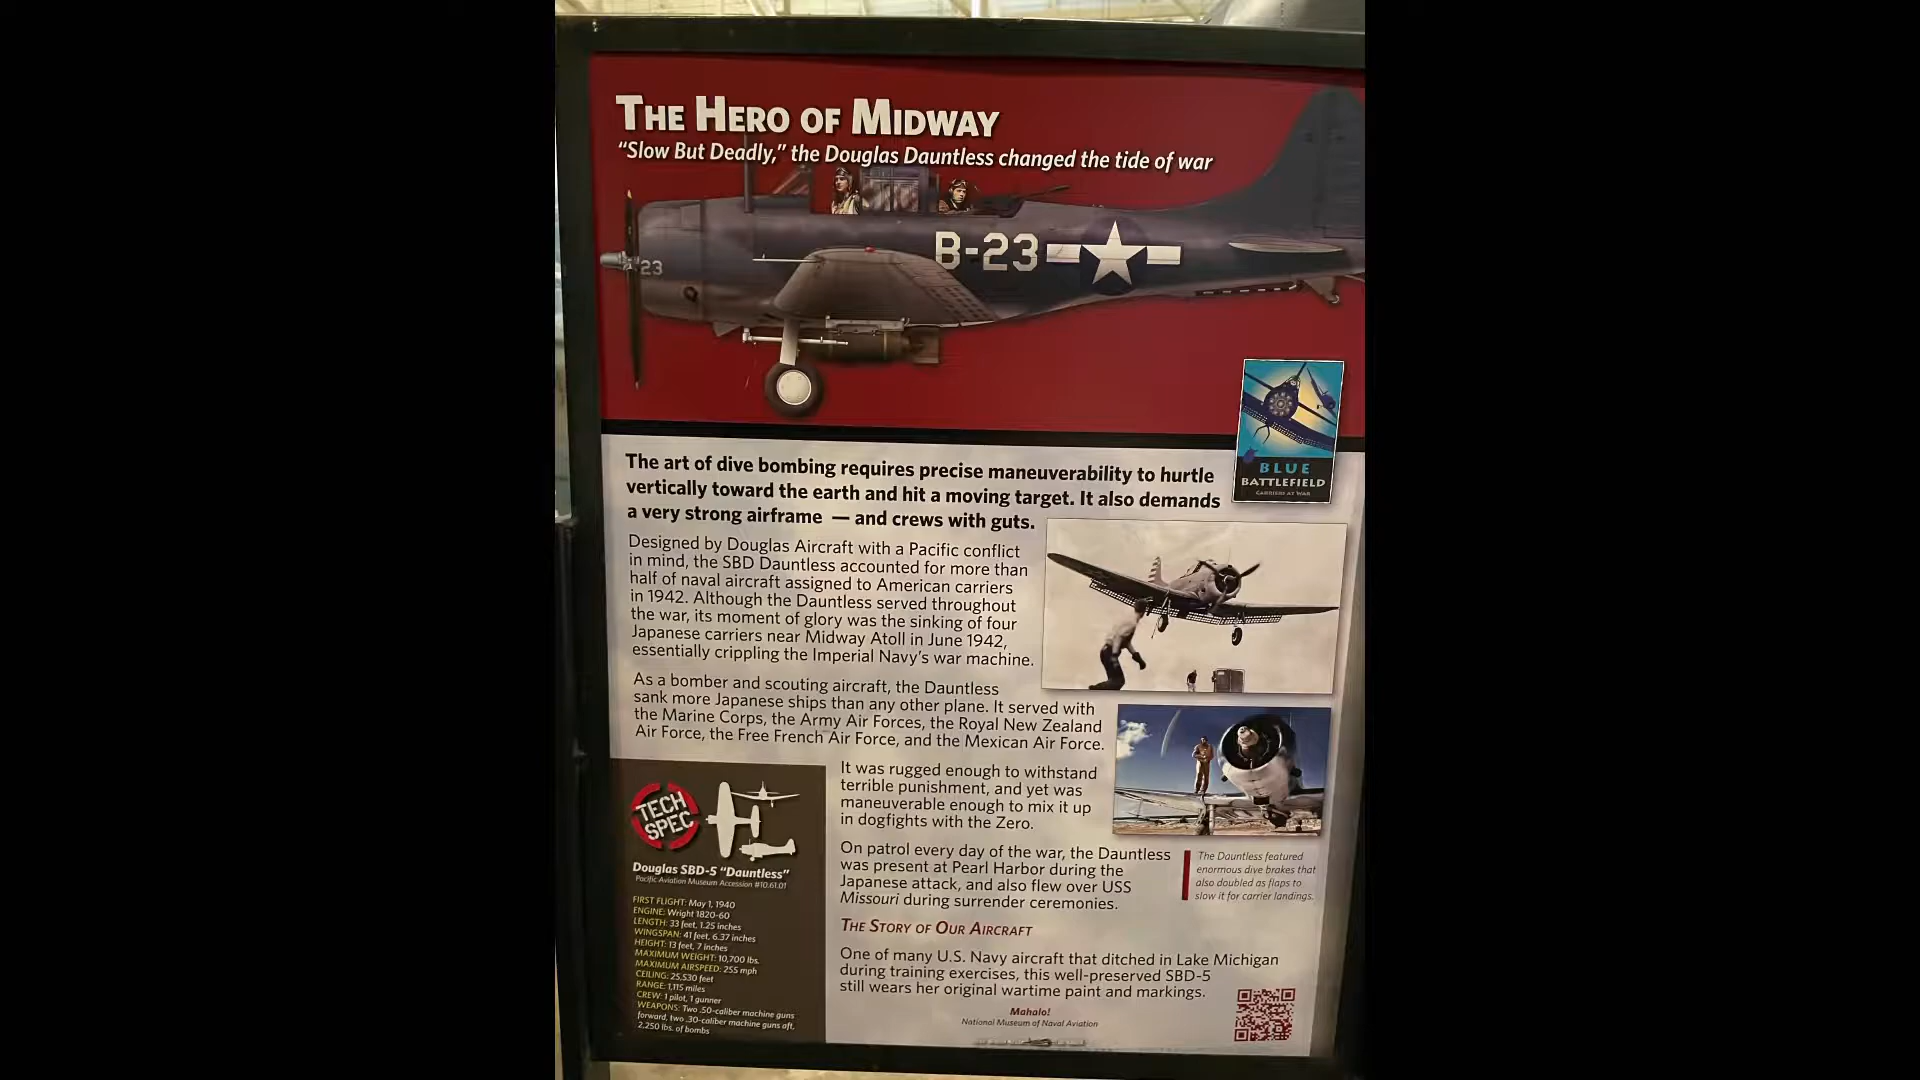 THE HERO OF MIDWAY
“Slow But Deadly,” the Douglas Dauntless changed the tide of war
B-23
23
BLUE
BATTLEFIELD
CARRIERS AT WAR
The art of dive bombing requires precise maneuverability to hurtle
vertically toward the earth and hit a moving target. It also demands
a very strong airframe — and crews with guts.
Designed by Douglas Aircraft with a Pacific conflict
in mind, the SBD Dauntless accounted for more than
half of naval aircraft assigned to American carriers
in 1942. Although the Dauntless served throughout
the war, its moment of glory was the sinking of four
Japanese carriers near Midway Atoll in June 1942,
essentially crippling the Imperial Navy’s war machine.
As a bomber and scouting aircraft, the Dauntless
sank more Japanese ships than any other plane. It served with
the Marine Corps, the Army Air Forces, the Royal New Zealand
Air Force, the Free French Air Force, and the Mexican Air Force.
It was rugged enough to withstand
terrible punishment, and yet was
maneuverable enough to mix it up
in dogfights with the Zero.
On patrol every day of the war, the Dauntless
was present at Pearl Harbor during the
Japanese attack, and also flew over USS
Missouri during surrender ceremonies.
The Dauntless featured
enormous dive brakes that
also doubled as flaps to
slow it for carrier landings.
THE STORY OF OUR AIRCRAFT
One of many U.S. Navy aircraft that ditched in Lake Michigan
during training exercises, this well-preserved SBD-5
still wears her original wartime paint and markings.
Mahalo!
National Museum of Naval Aviation
TECH
SPEC
Douglas SBD-5 “Dauntless”
Pacific Aviation Museum Accession #10.61.01
FIRST FLIGHT: May 1, 1940
ENGINE: Wright 1820-60
LENGTH: 33 feet, 1.25 inches
WINGSPAN: 41 feet, 6.37 inches
HEIGHT: 13 feet, 7 inches
MAXIMUM WEIGHT: 10,700 lbs.
MAXIMUM AIRSPEED: 255 mph
CEILING: 25,530 feet
RANGE: 1,115 miles
CREW: 1 pilot, 1 gunner
WEAPONS: Two .50-caliber machine guns
forward, two .30-caliber machine guns aft,
2,250 lbs. of bombs